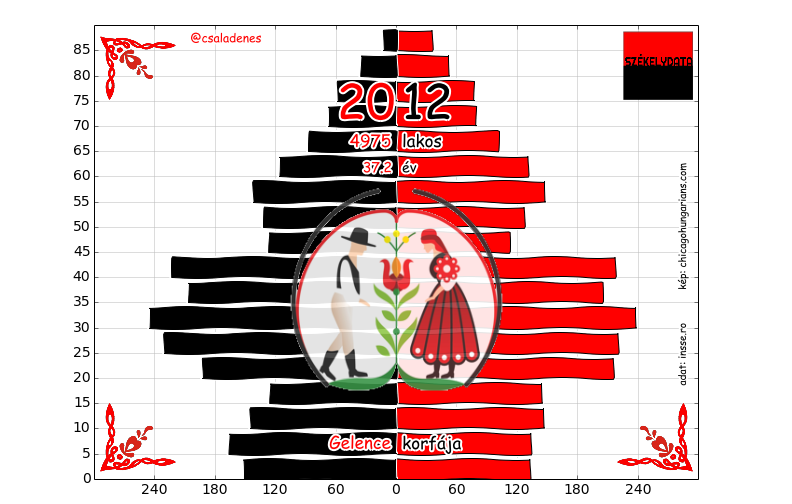 @csaladenes
SZÉKELYDATA
2012
4975 lakos
37.2 év
kép: chicagohungarians.com
adat: insse.ro
Gelence korfája
85
80
75
70
65
60
55
50
45
40
35
30
25
20
15
10
5
0
240 180 120 60 0 60 120 180 240